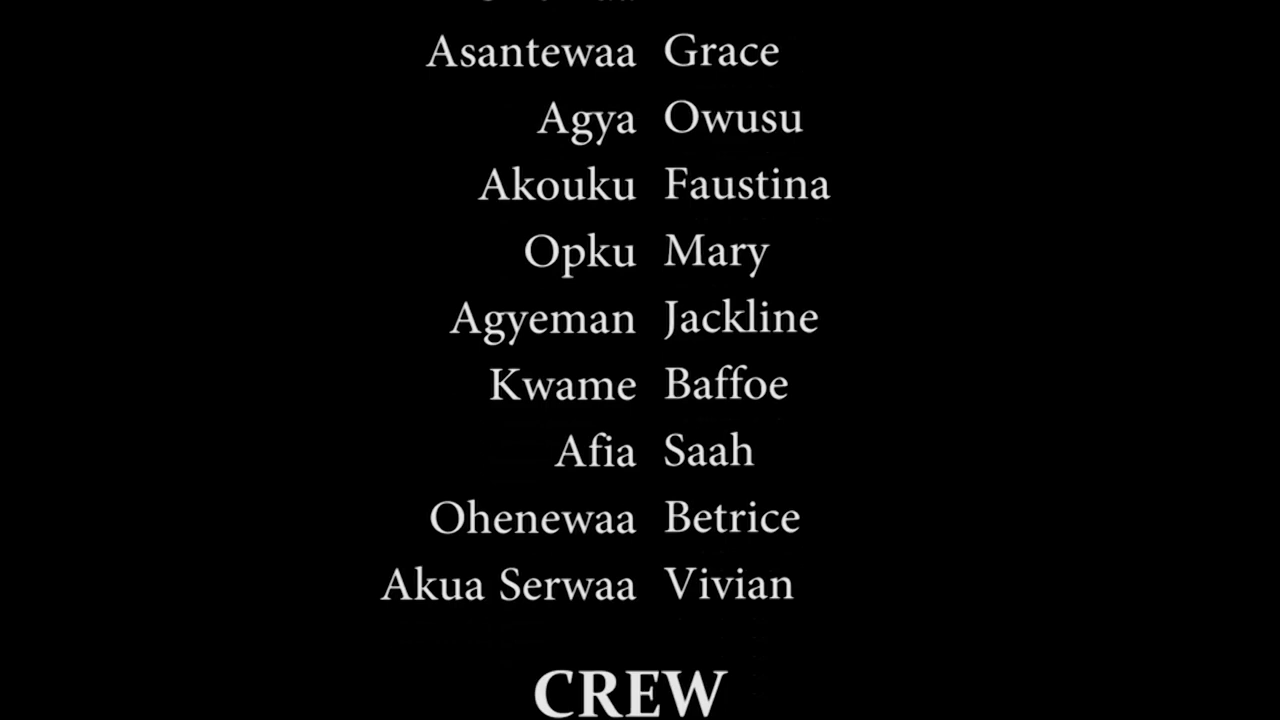 Asantewaa Grace
Agya Owusu
Akouku Faustina
Opku Mary
Agyeman Jackline
Kwame Baffoe
Afia Saah
Ohenewaa Betrice
Akua Serwaa Vivian
CREW